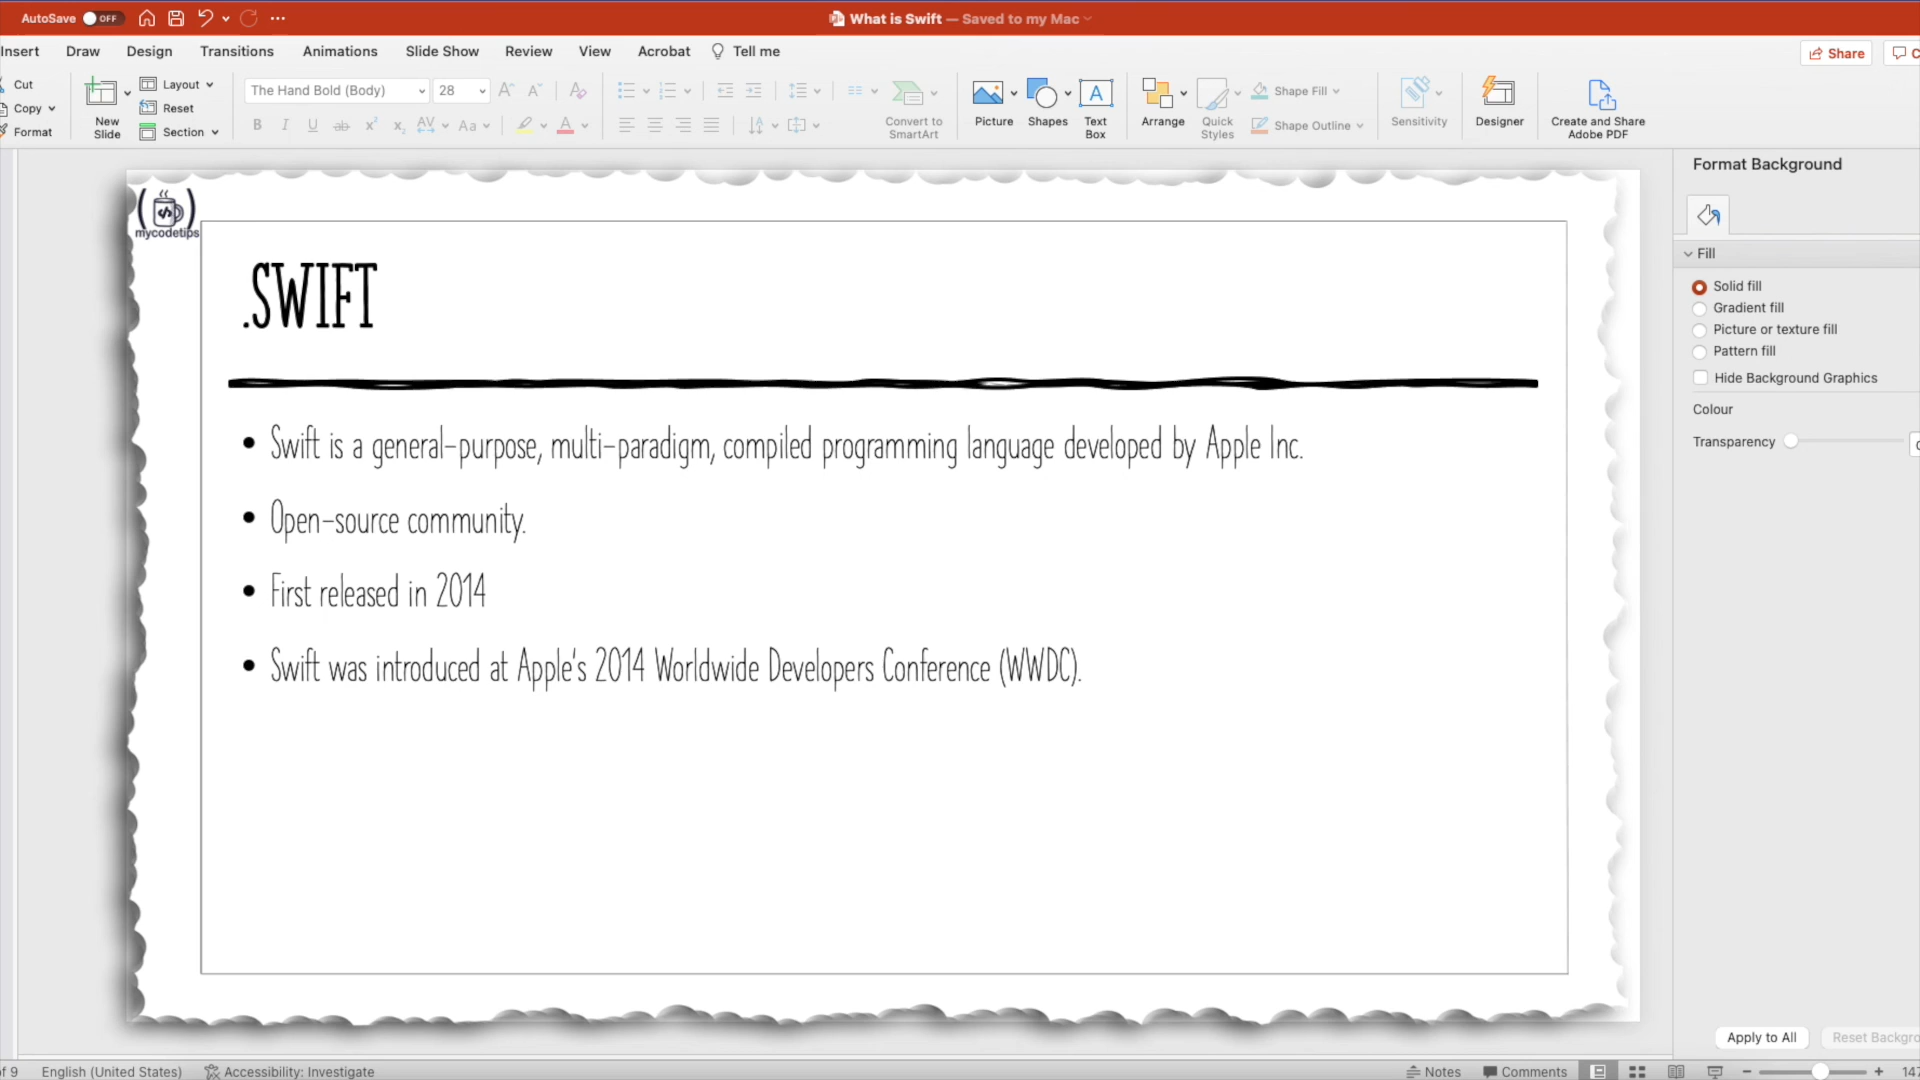 AutoSave OFF
What is Swift — Saved to my Mac
Insert Draw Design Transitions Animations Slide Show Review View Acrobat Tell me
Share
Cut
Copy
Format
New Slide
Layout
Reset
Section
The Hand Bold (Body) 28
Convert to SmartArt
Picture
Shapes
Text Box
Arrange
Quick Styles
Shape Fill
Shape Outline
Sensitivity
Designer
Create and Share Adobe PDF
mycodetips
.SWIFT
• Swift is a general-purpose, multi-paradigm, compiled programming language developed by Apple Inc.
• Open-source community.
• First released in 2014
• Swift was introduced at Apple's 2014 Worldwide Developers Conference (WWDC).
Format Background
Fill
Solid fill
Gradient fill
Picture or texture fill
Pattern fill
Hide Background Graphics
Colour
Transparency
Apply to All
Reset Backgro
of 9 English (United States) Accessibility: Investigate
Notes Comments 147